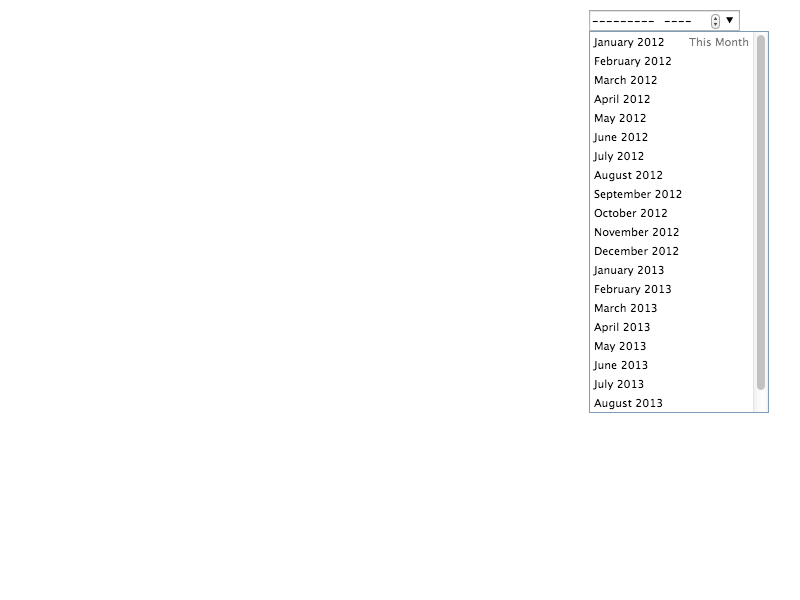 --------- ----
January 2012 This Month
February 2012
March 2012
April 2012
May 2012
June 2012
July 2012
August 2012
September 2012
October 2012
November 2012
December 2012
January 2013
February 2013
March 2013
April 2013
May 2013
June 2013
July 2013
August 2013